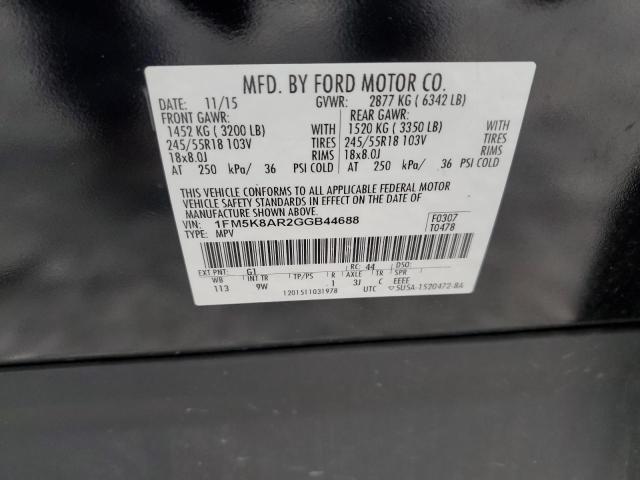 MFD. BY FORD MOTOR CO.
DATE: 11/15 GVWR: 2877 KG ( 6342 LB)
FRONT GAWR: REAR GAWR:
1452 KG ( 3200 LB) WITH 1520 KG ( 3350 LB) WITH
245/55R18 103V TIRES 245/55R18 103V TIRES
18x8.0J RIMS 18x8.0J RIMS
AT 250 kPa/ 36 PSI COLD AT 250 kPa/ 36 PSI COLD
THIS VEHICLE CONFORMS TO ALL APPLICABLE FEDERAL MOTOR
VEHICLE SAFETY STANDARDS IN EFFECT ON THE DATE OF
MANUFACTURE SHOWN ABOVE.
VIN: 1FM5K8AR2GGB44688 F0307
TYPE: MPV T0478
EXT PNT: G1 RC: 44 DSO:
WB INT TR TP/PS R AXLE TR SPR
113 9W I 3J C EEEE
1201511031978 UTC ▽5USA-1520472-BA